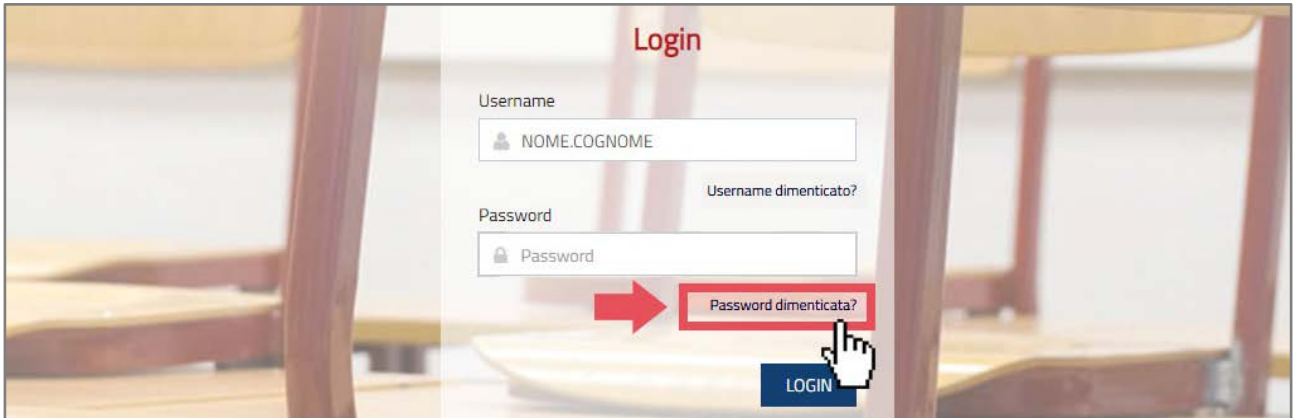 Login
Username
NOME.COGNOME
Username dimenticato?
Password
Password
Password dimenticata?
LOGIN